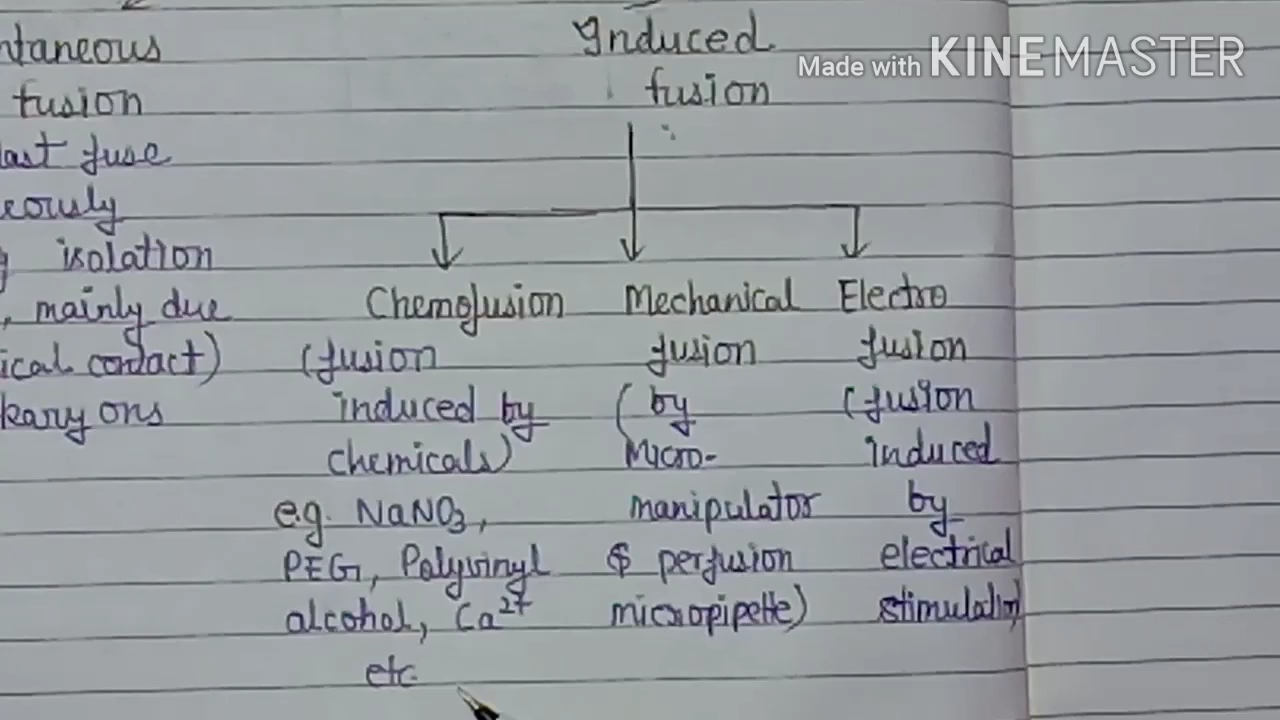 ntaneous
fusion
last fuse
eously
isolation
, mainly due
ical contact)
kary ons
Induced
fusion
Made with KINEMASTER
Chemofusion
(fusion
induced by
chemicals)
e.g. NaNO3,
PEG, Polyvinyl
alcohol, Ca2+
etc.
Mechanical
fusion
(by
Micro-
manipulator
& perfusion
micropipette)
Electro
fusion
(fusion
induced
by
electrical
stimulation)